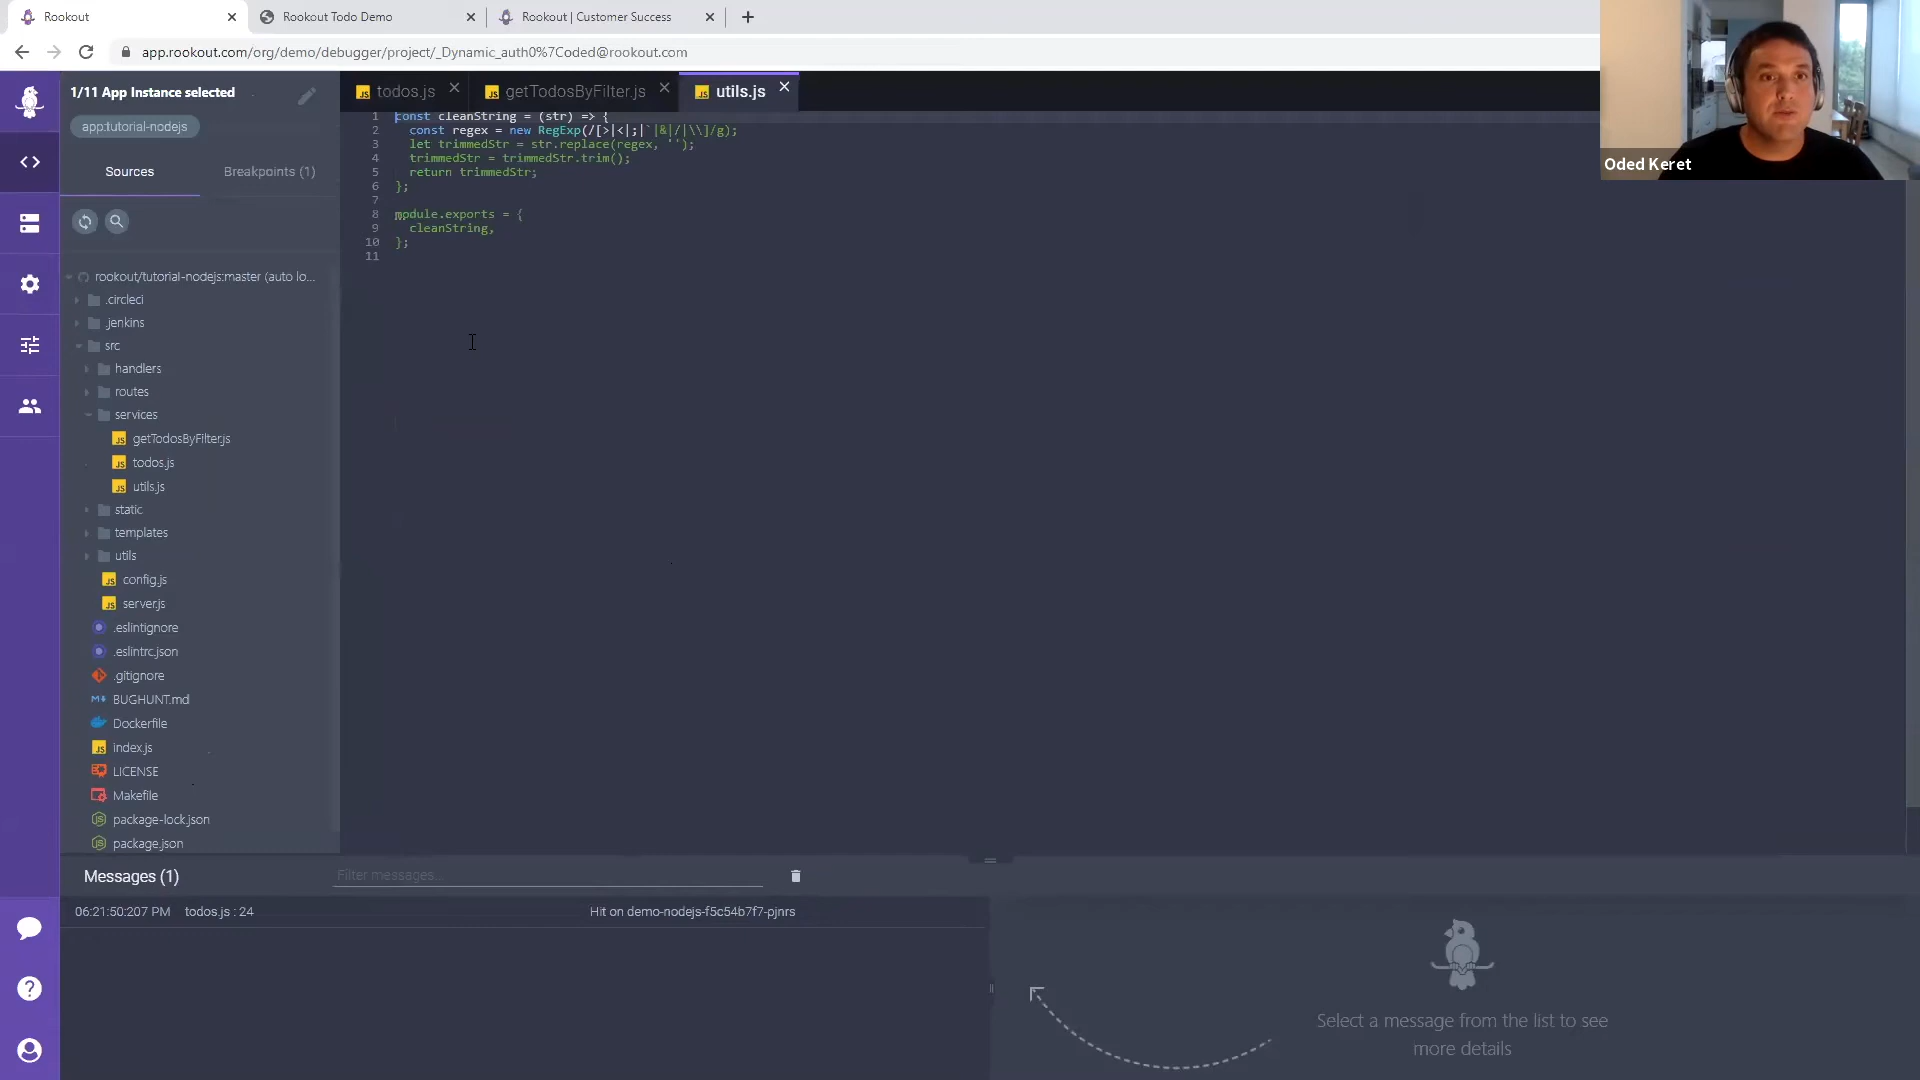 Rookout
Rookout Todo Demo
Rookout | Customer Success
app.rookout.com/org/demo/debugger/project/_Dynamic_auth0%7Coded@rookout.com
Oded Keret
1/11 App Instance selected
app:tutorial-nodejs
Sources
Breakpoints (1)
rookout/tutorial-nodejs:master (auto lo...
.circleci
.jenkins
src
handlers
routes
services
getTodosByFilter.js
todos.js
utils.js
static
templates
utils
config.js
server.js
.eslintignore
.eslintrc.json
.gitignore
BUGHUNT.md
Dockerfile
index.js
LICENSE
Makefile
package-lock.json
package.json
todos.js
getTodosByFilter.js
utils.js
1 const cleanString = (str) => {
2 const regex = new RegExp(/[>|<|;|`|&|/|\\]/g);
3 let trimmedStr = str.replace(regex, '');
4 trimmedStr = trimmedStr.trim();
5 return trimmedStr;
6 };
7
8 module.exports = {
9 cleanString,
10 };
11
Messages (1)
Filter messages...
06:21:50:207 PM todos.js : 24 Hit on demo-nodejs-f5c54b7f7-pjnrs
Select a message from the list to see
more details